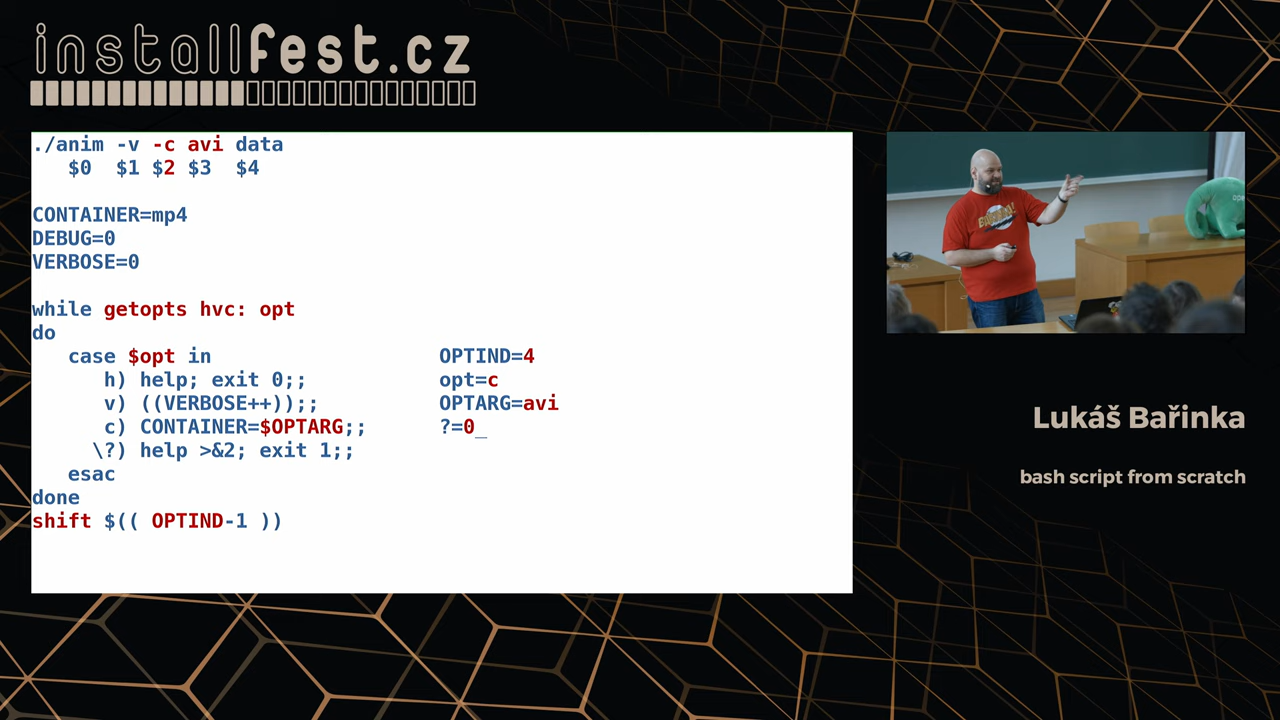 installfest.cz
./anim -v -c avi data
$0 $1 $2 $3 $4
CONTAINER=mp4
DEBUG=0
VERBOSE=0
while getopts hvc: opt
do
case $opt in
h) help; exit 0;;
v) ((VERBOSE++));;
c) CONTAINER=$OPTARG;;
\?) help >&2; exit 1;;
esac
done
shift $(( OPTIND-1 ))
OPTIND=4
opt=c
OPTARG=avi
?=0_
Lukáš Bařinka
bash script from scratch